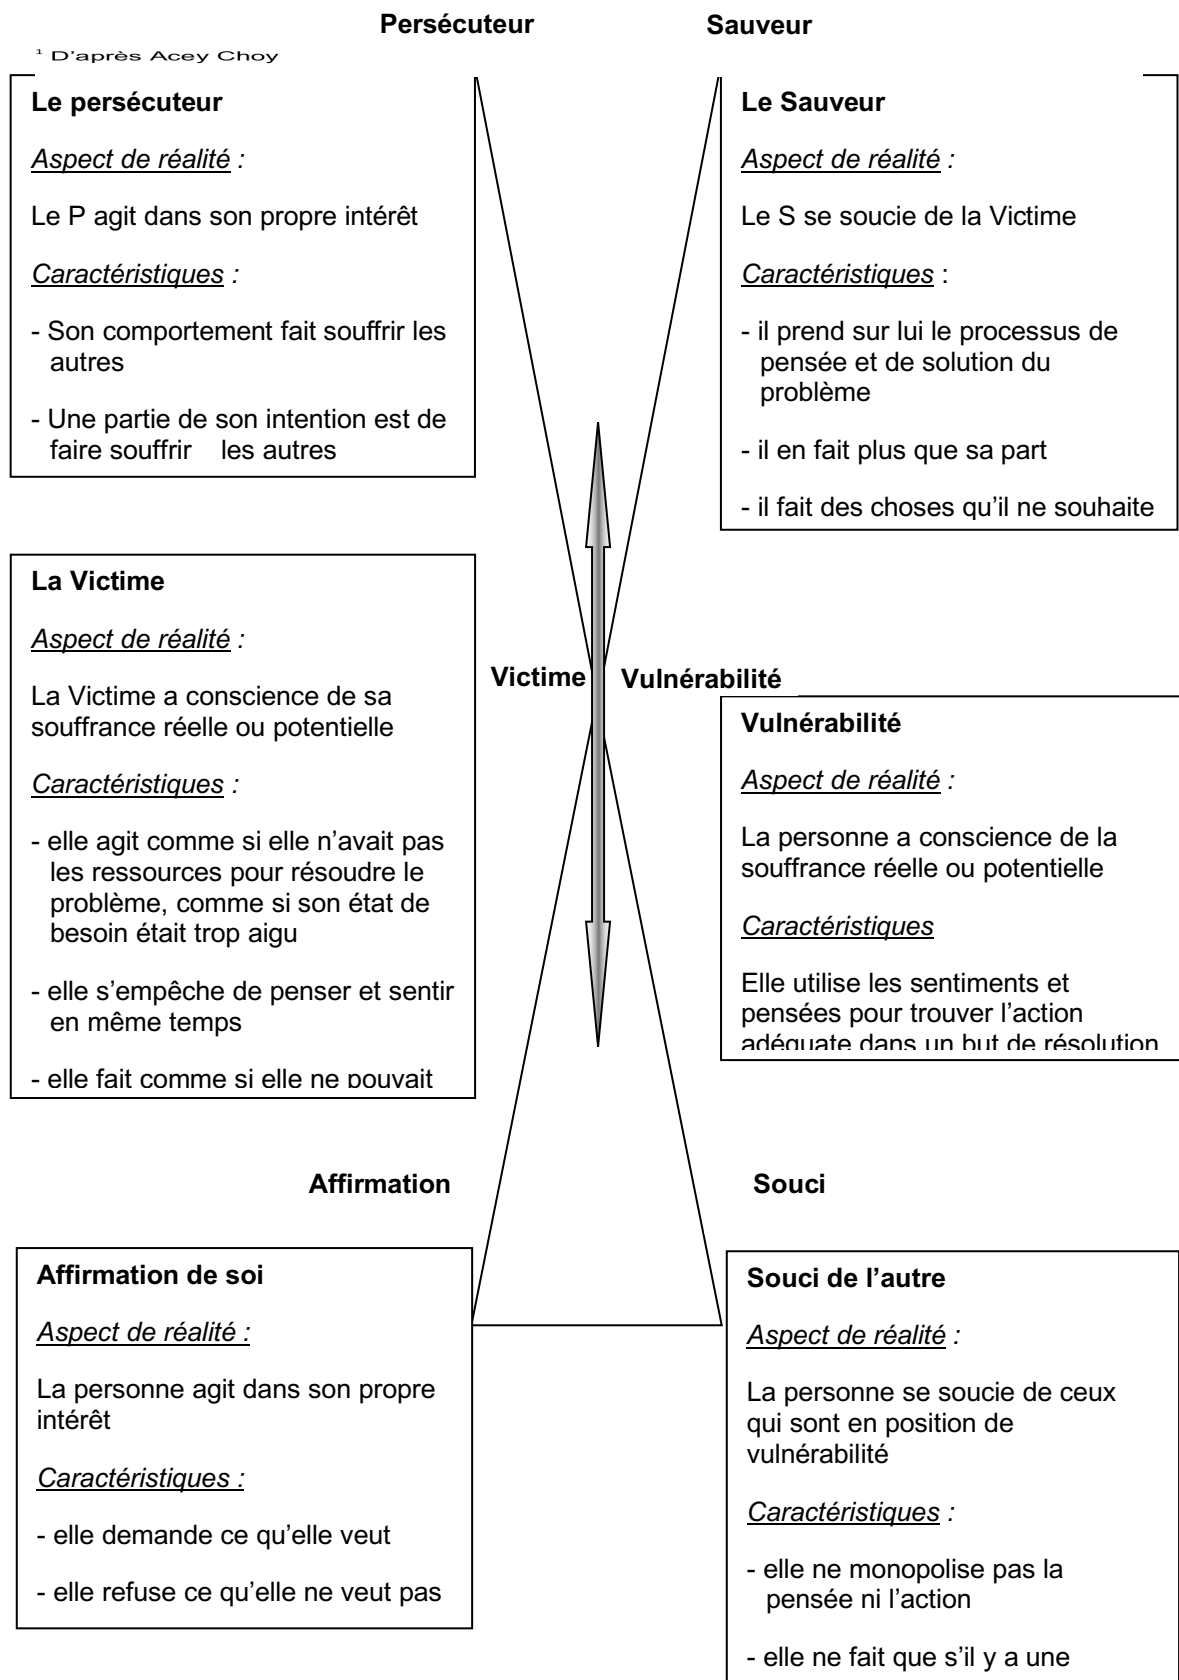 Persécuteur Sauveur
¹ D'après Acey Choy
Le persécuteur
Aspect de réalité :
Le P agit dans son propre intérêt
Caractéristiques :
- Son comportement fait souffrir les
autres
- Une partie de son intention est de
faire souffrir les autres
Le Sauveur
Aspect de réalité :
Le S se soucie de la Victime
Caractéristiques :
- il prend sur lui le processus de
pensée et de solution du
problème
- il en fait plus que sa part
- il fait des choses qu'il ne souhaite
La Victime
Aspect de réalité :
La Victime a conscience de sa
souffrance réelle ou potentielle
Caractéristiques :
- elle agit comme si elle n'avait pas
les ressources pour résoudre le
problème, comme si son état de
besoin était trop aigu
- elle s'empêche de penser et sentir
en même temps
- elle fait comme si elle ne pouvait
Victime Vulnérabilité
Vulnérabilité
Aspect de réalité :
La personne a conscience de la
souffrance réelle ou potentielle
Caractéristiques
Elle utilise les sentiments et
pensées pour trouver l'action
adéquate dans un but de résolution
Affirmation Souci
Affirmation de soi
Aspect de réalité :
La personne agit dans son propre
intérêt
Caractéristiques :
- elle demande ce qu'elle veut
- elle refuse ce qu'elle ne veut pas
Souci de l'autre
Aspect de réalité :
La personne se soucie de ceux
qui sont en position de
vulnérabilité
Caractéristiques :
- elle ne monopolise pas la
pensée ni l'action
- elle ne fait que s'il y a une